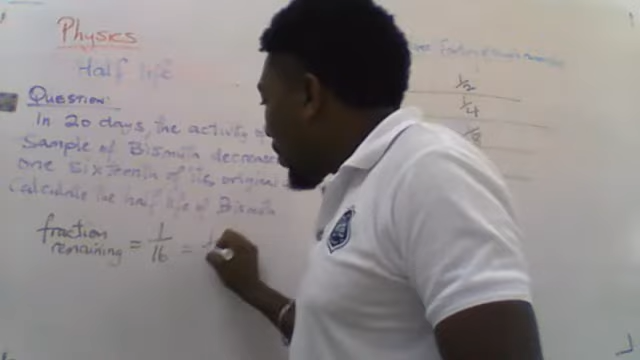 Physics
Half life
QUESTION:
In 20 days, the activity of
Sample of Bismuth decrease
one sixteenth of its original
Calculate the half life of Bismuth
fraction
remaining = 1/16 =
1/2
1/4
1/8